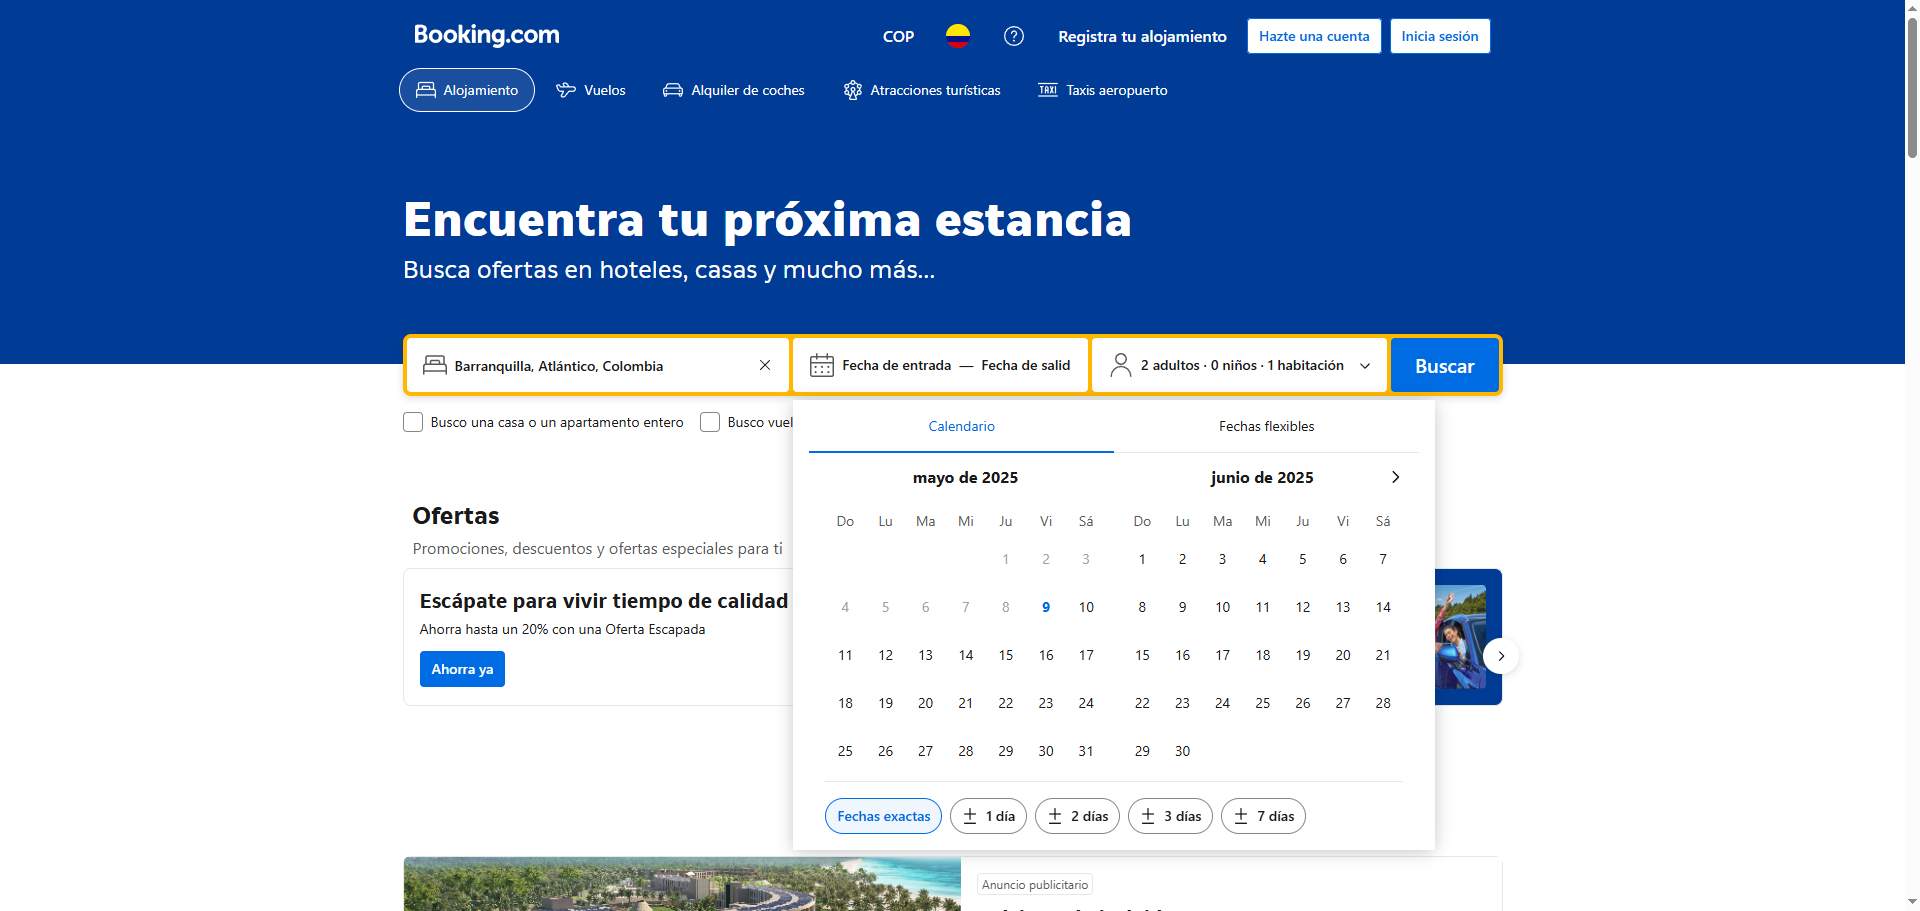 Booking.com
COP
Registra tu alojamiento
Hazte una cuenta
Inicia sesión
Alojamiento
Vuelos
Alquiler de coches
Atracciones turísticas
TAXI
Taxis aeropuerto
Encuentra tu próxima estancia
Busca ofertas en hoteles, casas y mucho más...
Barranquilla, Atlántico, Colombia
Fecha de entrada — Fecha de salid
2 adultos · 0 niños · 1 habitación
Buscar
Busco una casa o un apartamento entero
Busco vuel
Calendario
Fechas flexibles
mayo de 2025
Do Lu Ma Mi Ju Vi Sá
1 2 3
4 5 6 7 8 9 10
11 12 13 14 15 16 17
18 19 20 21 22 23 24
25 26 27 28 29 30 31
junio de 2025
Do Lu Ma Mi Ju Vi Sá
1 2 3 4 5 6 7
8 9 10 11 12 13 14
15 16 17 18 19 20 21
22 23 24 25 26 27 28
29 30
Fechas exactas
± 1 día
± 2 días
± 3 días
± 7 días
Ofertas
Promociones, descuentos y ofertas especiales para ti
Escápate para vivir tiempo de calidad
Ahorra hasta un 20% con una Oferta Escapada
Ahorra ya
Anuncio publicitario